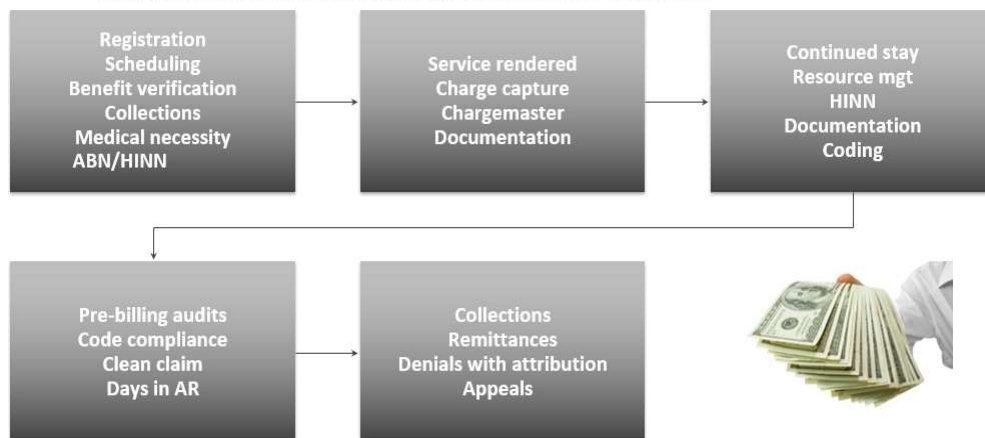 Registration
Scheduling
Benefit verification
Collections
Medical necessity
ABN/HINN
Service rendered
Charge capture
Chargemaster
Documentation
Continued stay
Resource mgt
HINN
Documentation
Coding
Pre-billing audits
Code compliance
Clean claim
Days in AR
Collections
Remittances
Denials with attribution
Appeals